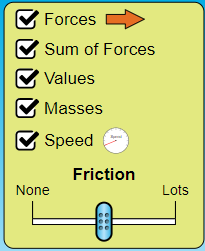 Forces
Sum of Forces
Values
Masses
Speed
Friction
None Lots